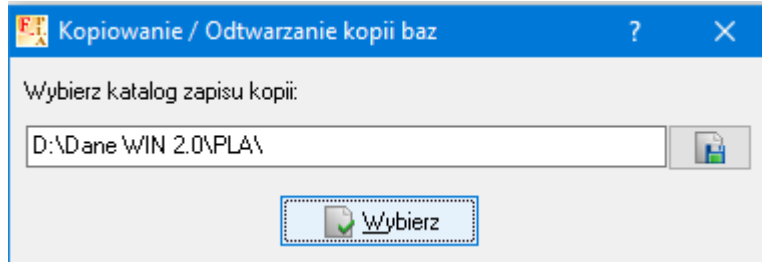 Kopiowanie / Odtwarzanie kopii baz ?
Wybierz katalog zapisu kopii:
D:\Dane WIN 2.0\PLA\
Wybierz